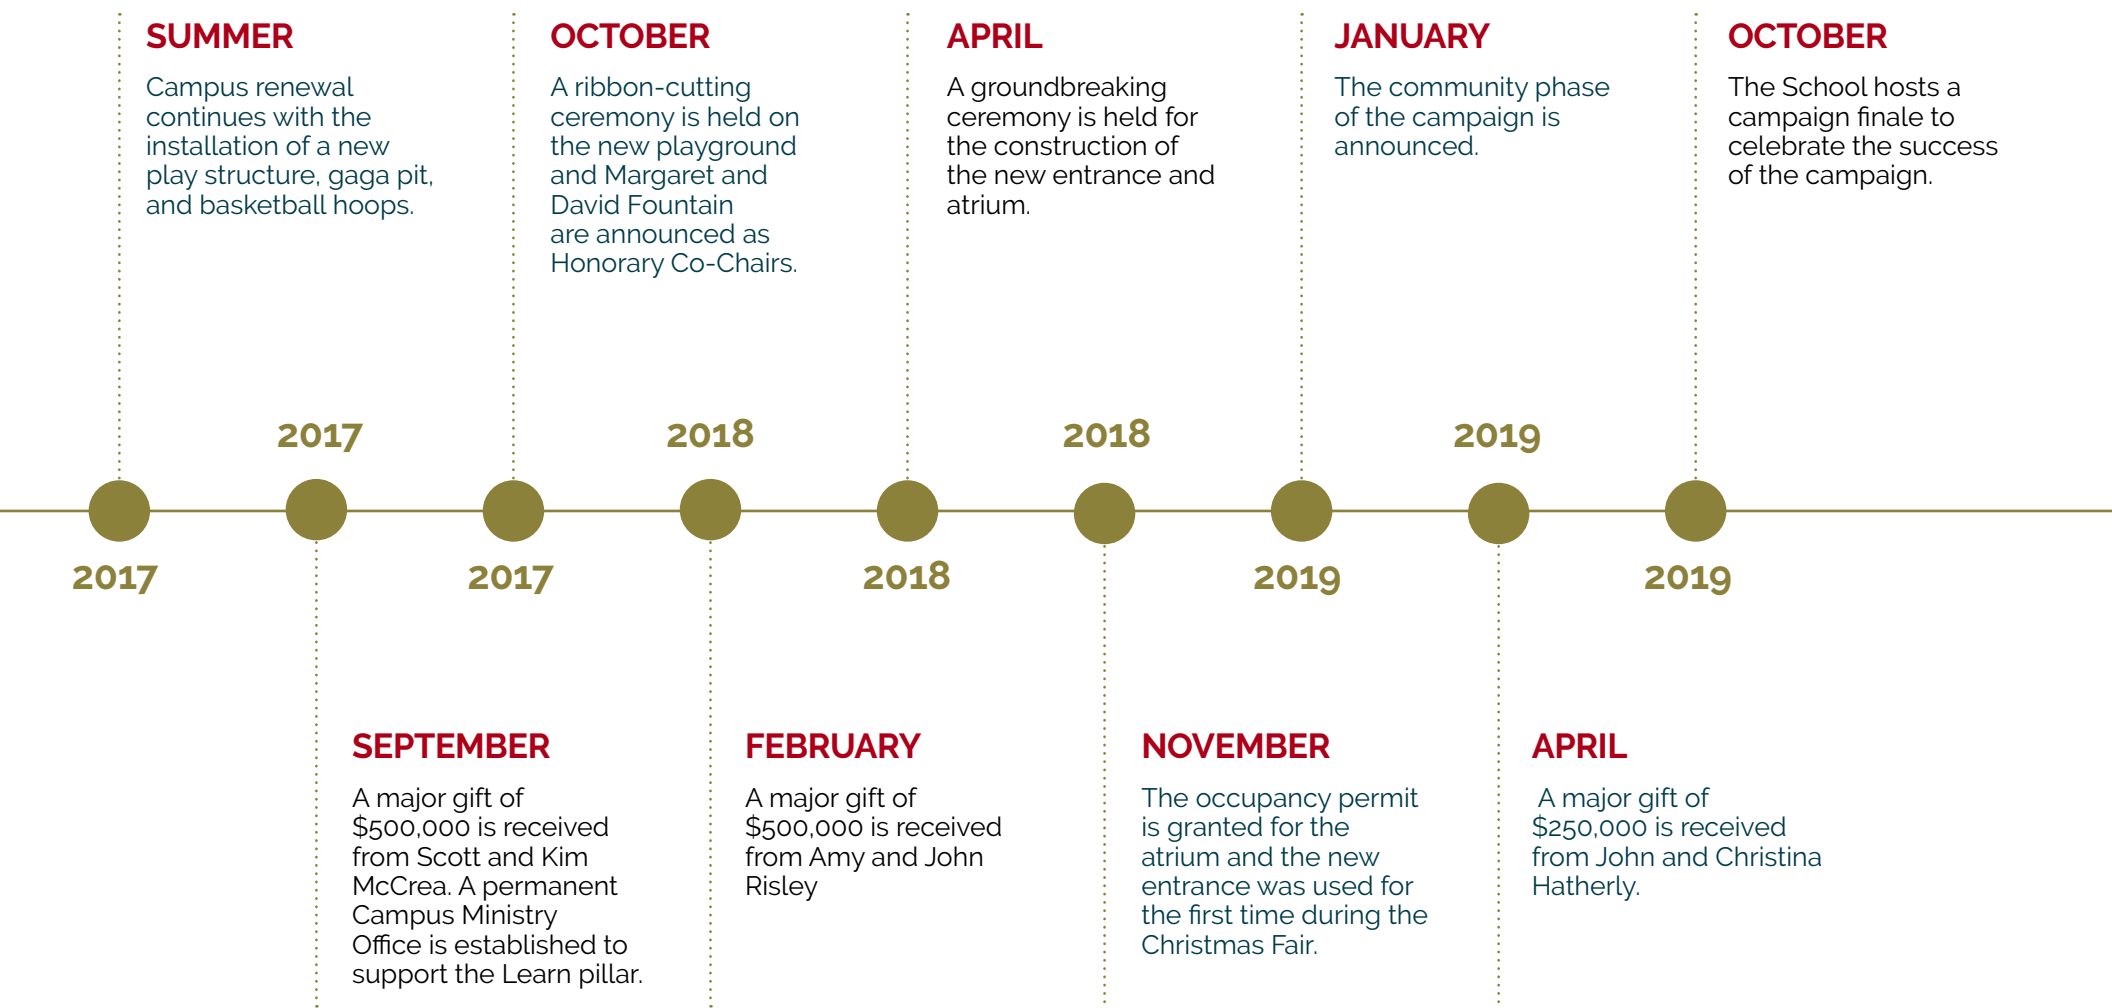 SUMMER
Campus renewal
continues with the
installation of a new
play structure, gaga pit,
and basketball hoops.
OCTOBER
A ribbon-cutting
ceremony is held on
the new playground
and Margaret and
David Fountain
are announced as
Honorary Co-Chairs.
APRIL
A groundbreaking
ceremony is held for
the construction of
the new entrance and
atrium.
JANUARY
The community phase
of the campaign is
announced.
OCTOBER
The School hosts a
campaign finale to
celebrate the success
of the campaign.
2017
2018
2018
2019
2017
2017
2018
2019
2019
SEPTEMBER
A major gift of
$500,000 is received
from Scott and Kim
McCrea. A permanent
Campus Ministry
Office is established to
support the Learn pillar.
FEBRUARY
A major gift of
$500,000 is received
from Amy and John
Risley
NOVEMBER
The occupancy permit
is granted for the
atrium and the new
entrance was used for
the first time during the
Christmas Fair.
APRIL
A major gift of
$250,000 is received
from John and Christina
Hatherly.